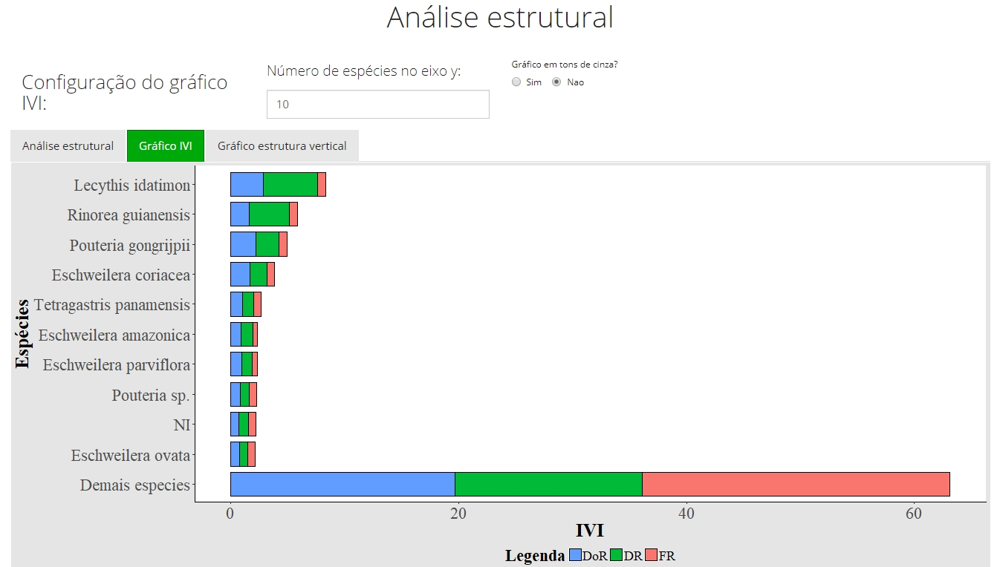 Análise estrutural
Configuração do gráfico
IVI:
Número de espécies no eixo y:
10
Gráfico em tons de cinza?
Sim Nao
Análise estrutural
Gráfico IVI
Gráfico estrutura vertical
Espécies
Lecythis idatimon
Rinorea guianensis
Pouteria gongrijpii
Eschweilera coriacea
Tetragastris panamensis
Eschweilera amazonica
Eschweilera parviflora
Pouteria sp.
NI
Eschweilera ovata
Demais especies
0 20 40 60
IVI
Legenda DoR DR FR